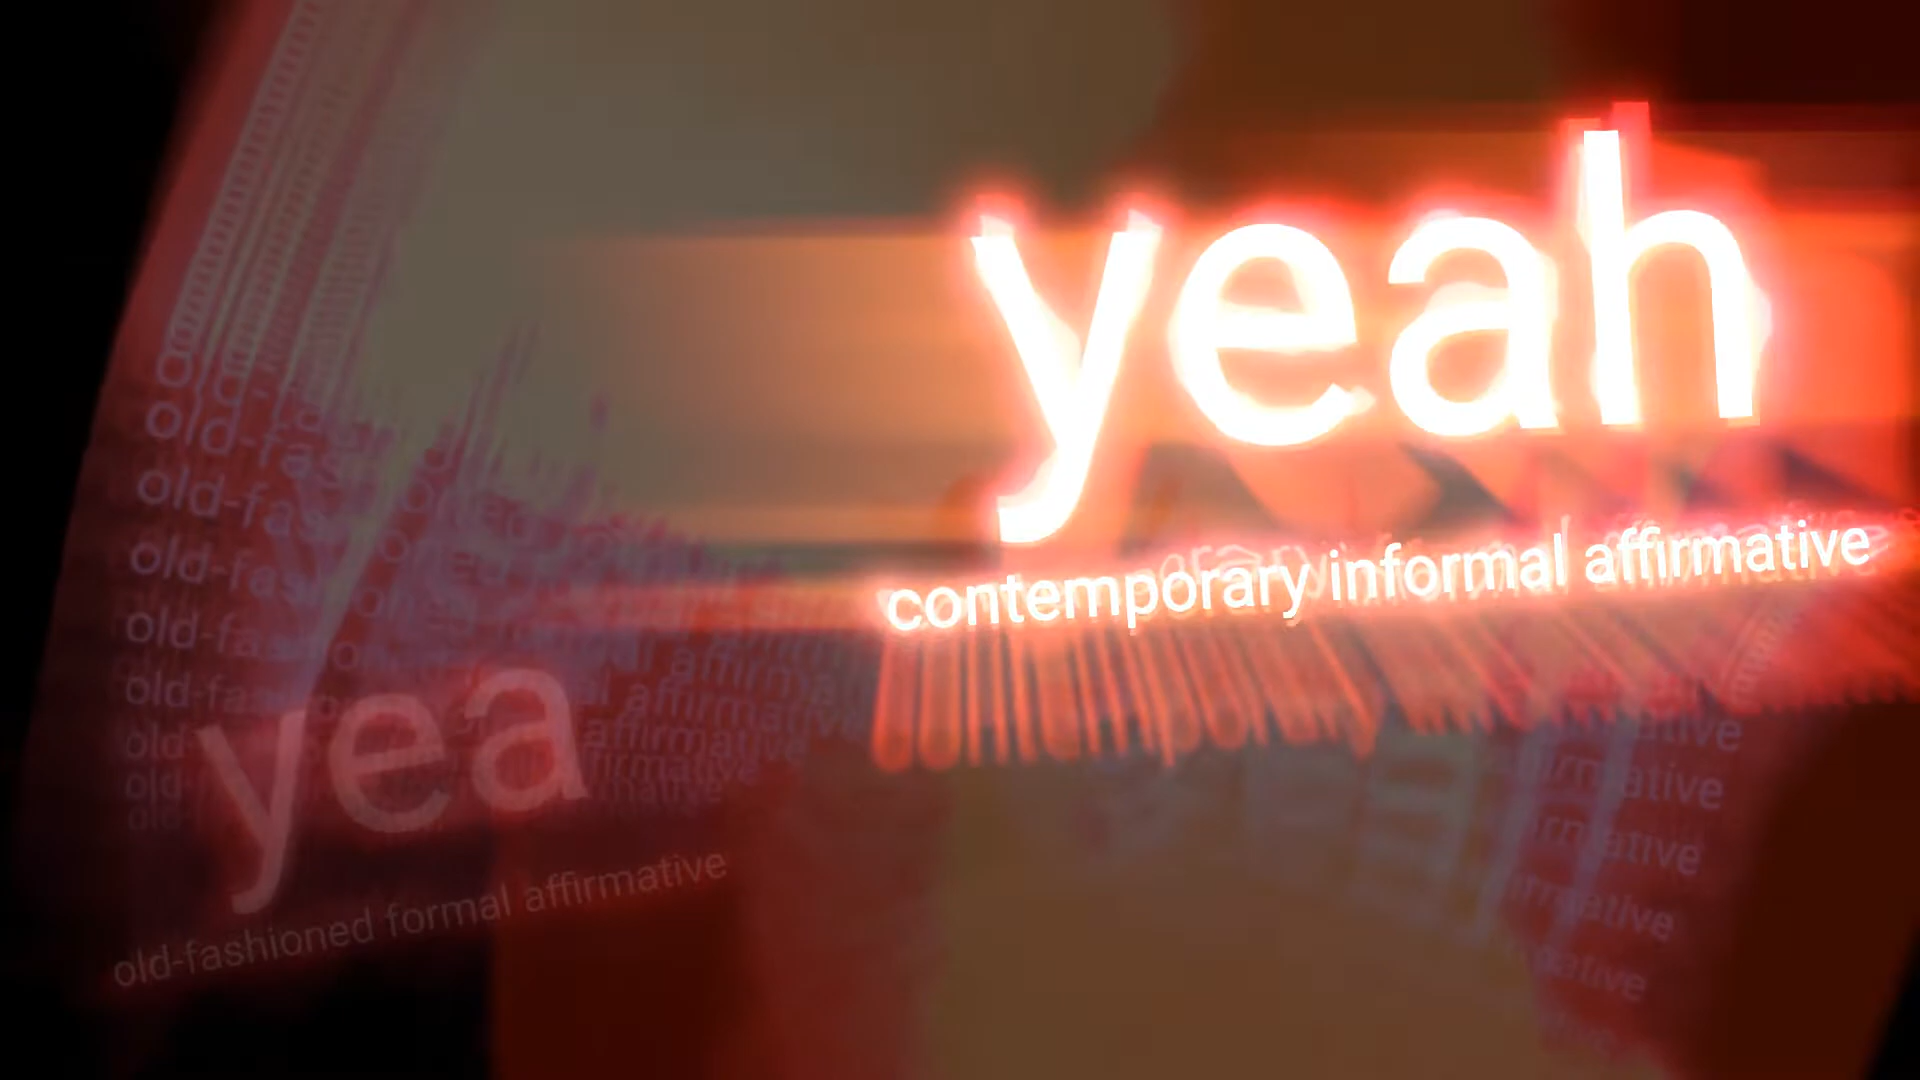 yeah
contemporary informal affirmative
yea
old-fashioned formal affirmative